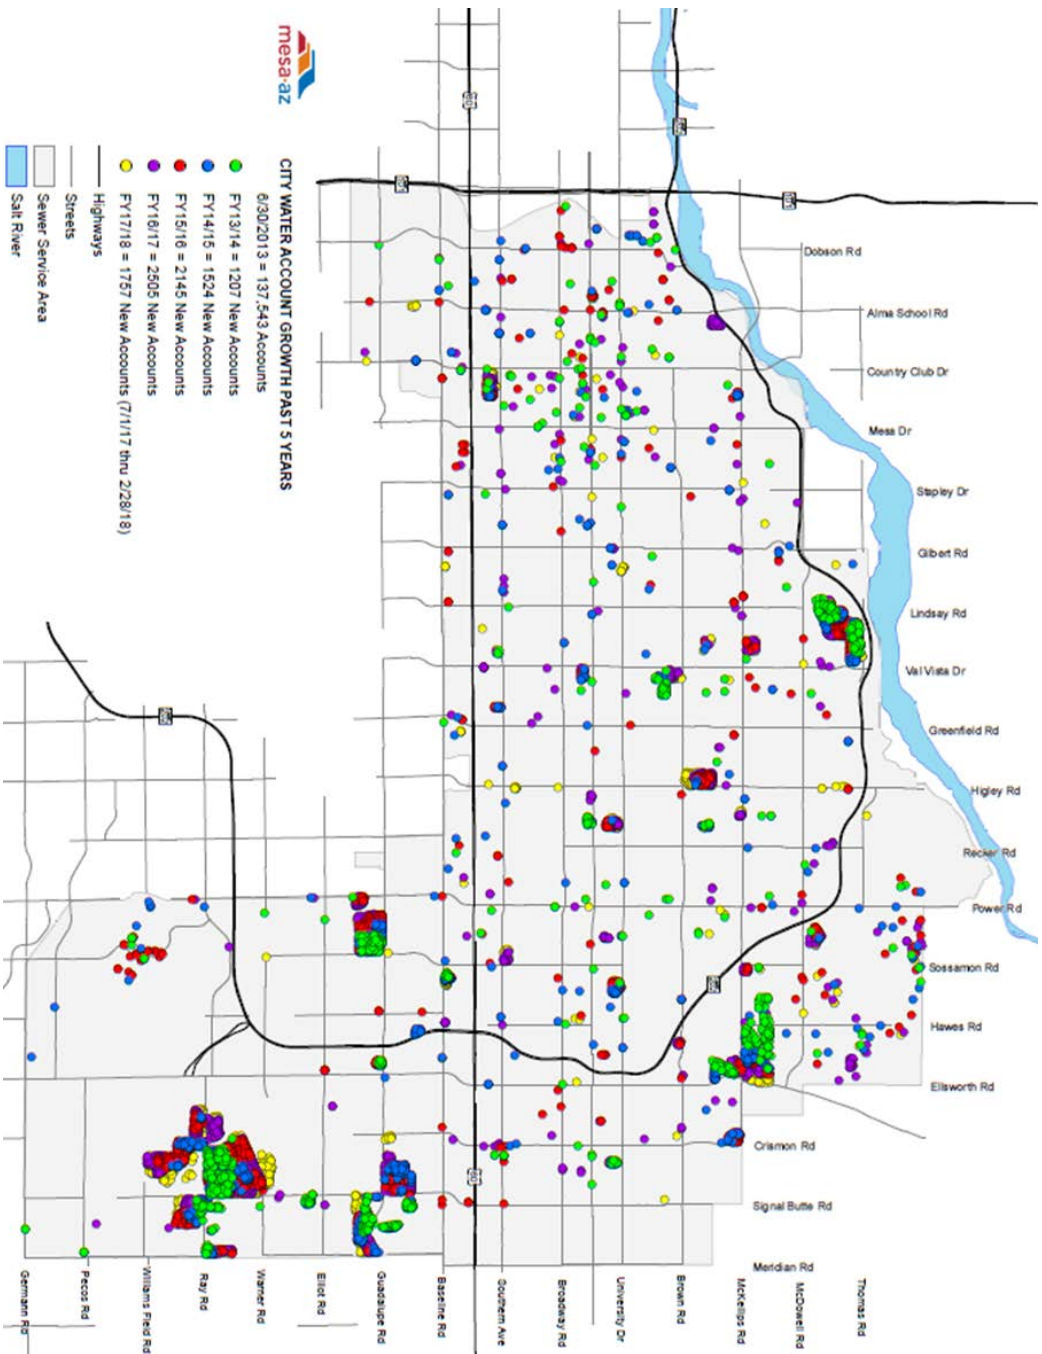 mesa·az
CITY WATER ACCOUNT GROWTH PAST 5 YEARS
6/30/2013 = 137,543 Accounts
FY13/14 = 1207 New Accounts
FY14/15 = 1524 New Accounts
FY15/16 = 2145 New Accounts
FY16/17 = 2505 New Accounts
FY17/18 = 1757 New Accounts (7/1/17 thru 2/28/18)
Highways
Streets
Sewer Service Area
Salt River
Dobson Rd
Alma School Rd
Country Club Dr
Mesa Dr
Stapley Dr
Gilbert Rd
Lindsay Rd
Val Vista Dr
Greenfield Rd
Higley Rd
Recker Rd
Power Rd
Sossamon Rd
Hawes Rd
Ellsworth Rd
Crismon Rd
Signal Butte Rd
Meridian Rd
Thomas Rd
McDowell Rd
McKellips Rd
Brown Rd
University Dr
Broadway Rd
Southern Ave
Baseline Rd
Guadalupe Rd
Elliot Rd
Warner Rd
Ray Rd
Williams Field Rd
Pecos Rd
Germann Rd
101
101
60
60